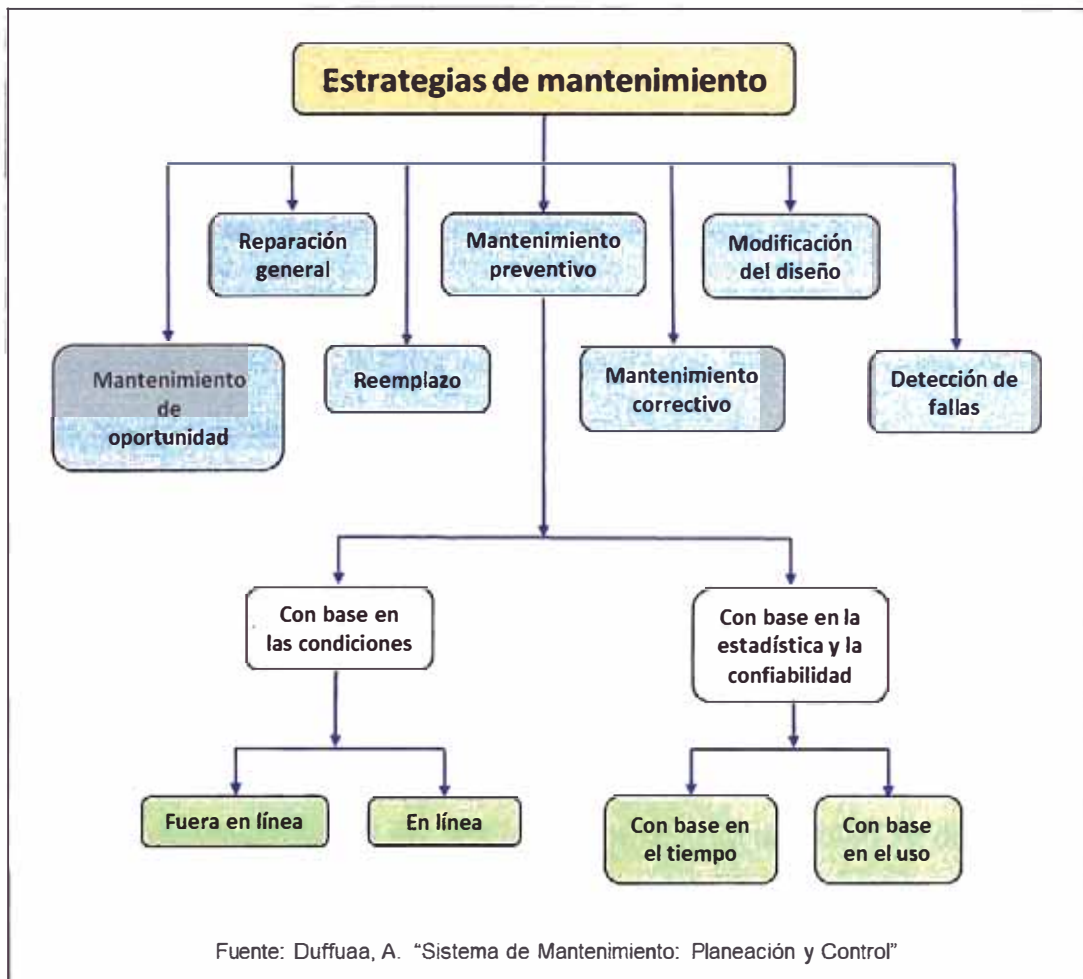 Estrategias de mantenimiento
Reparación
general
Mantenimiento
preventivo
Modificación
del diseño
Mantenimiento
de
oportunidad
Reemplazo
Mantenimiento
correctivo
Detección de
fallas
Con base en
las condiciones
Con base en la
estadística y la
confiabilidad
Fuera en línea
En línea
Con base en
el tiempo
Con base
en el uso
Fuente: Duffuaa, A. “Sistema de Mantenimiento: Planeación y Control”